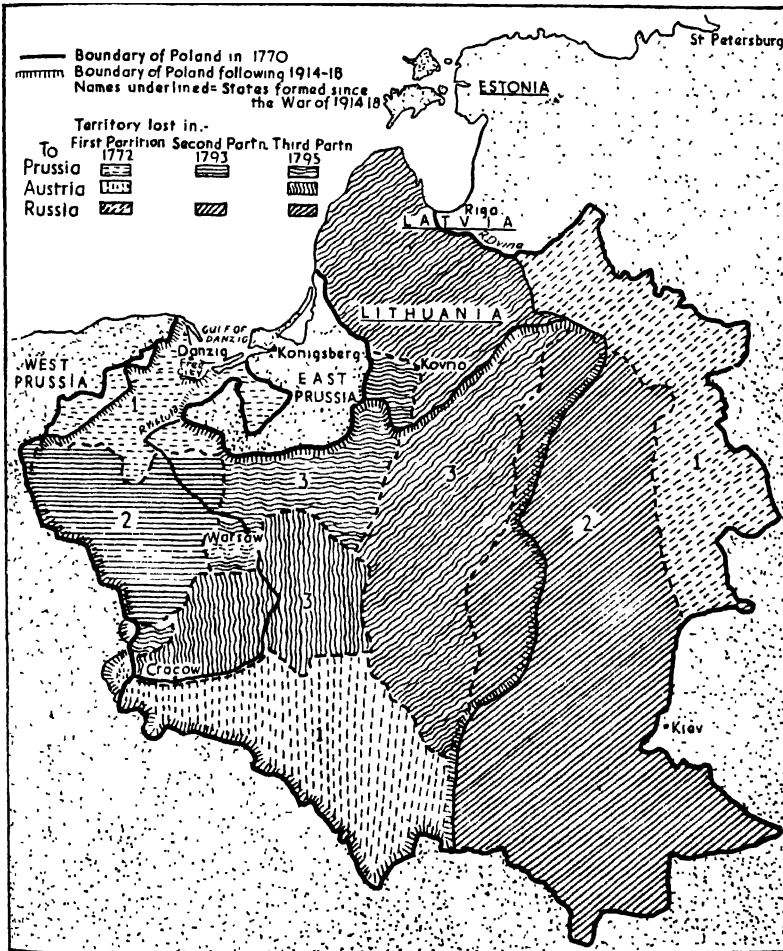 St Petersburg
Boundary of Poland in 1770
Boundary of Poland following 1914-18
Names underlined= States formed since
the War of 1914 18
ESTONIA
Territory lost in.-
To First Partition Second Partn. Third Partn
1772 1793 1795
Prussia
Austria
Russia
Riga
LATVIA
R.Dvina
LITHUANIA
GULF OF
DANZIG
Danzig
Free
CITY
Konigsberg
Kovno
WEST
PRUSSIA
EAST
PRUSSIA
1
R.Vistula
1
3
3
2
2
Warsaw
3
Cracow
Kiev
1